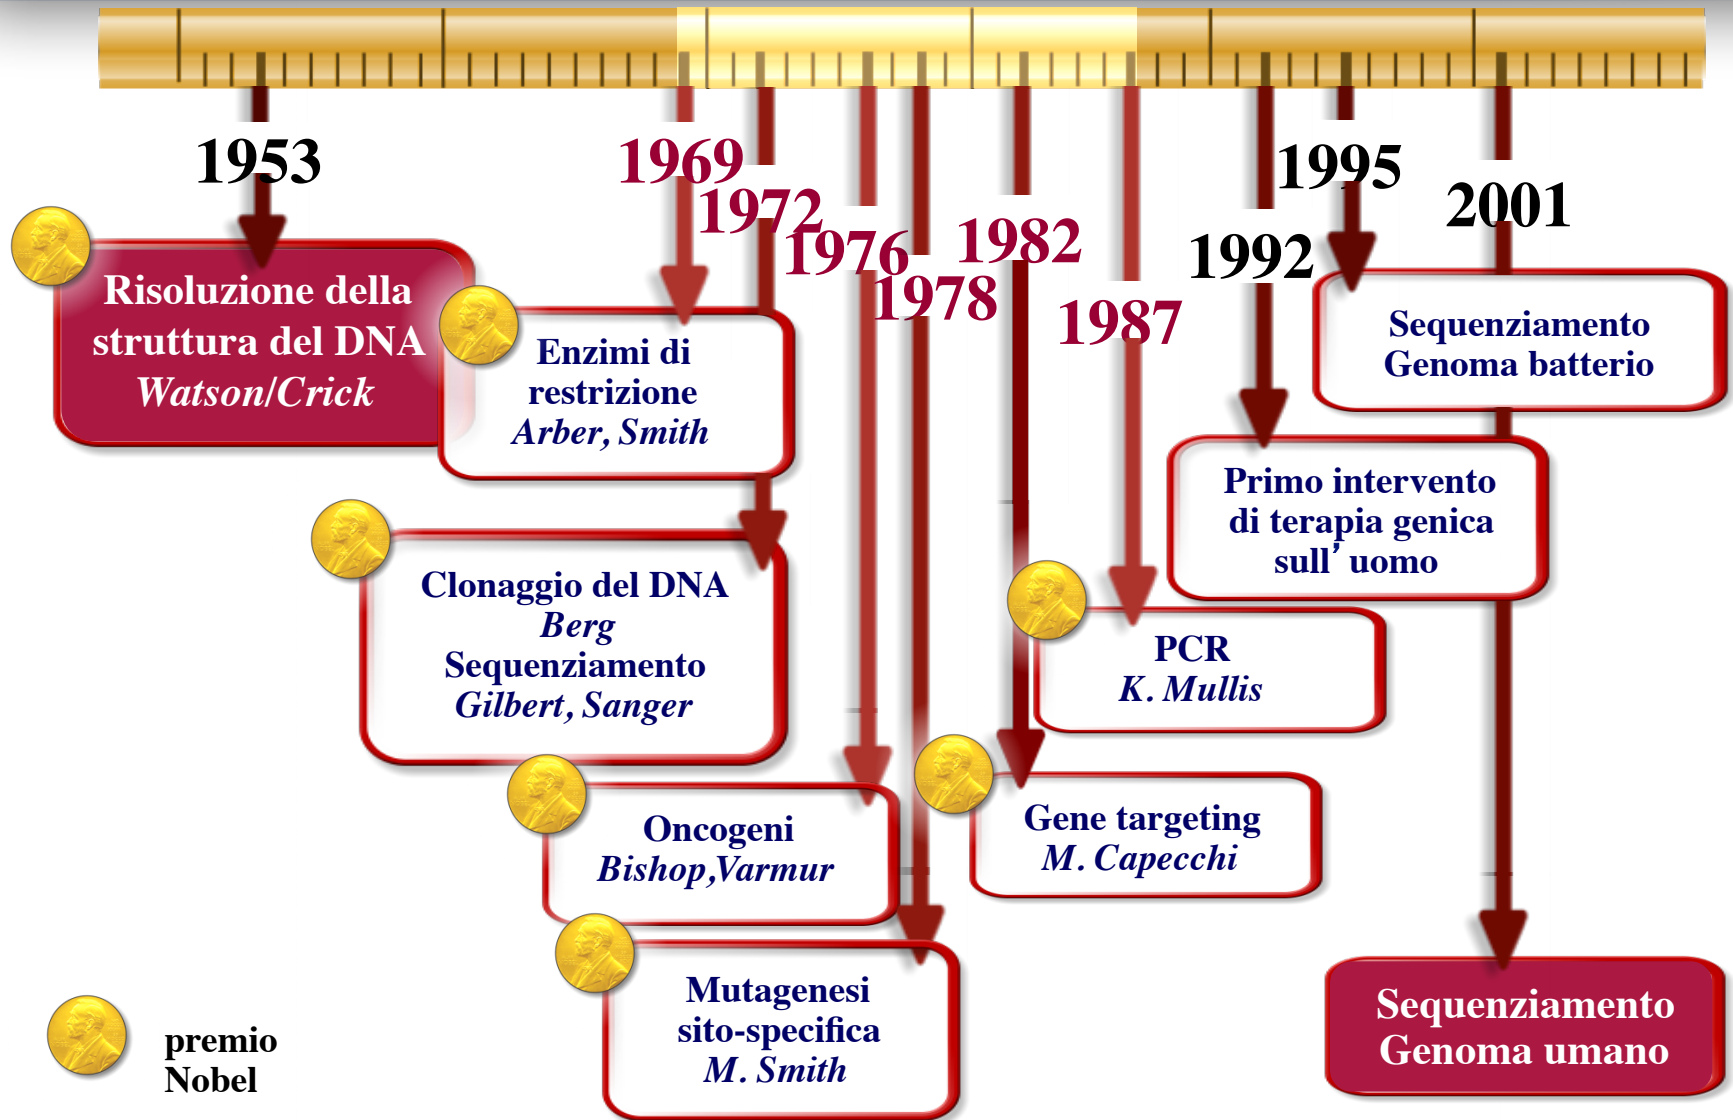 1953
1969
1972
1976
1978
1982
1987
1992
1995
2001
Risoluzione della
struttura del DNA
Watson/Crick
Enzimi di
restrizione
Arber, Smith
Clonaggio del DNA
Berg
Sequenziamento
Gilbert, Sanger
Oncogeni
Bishop,Varmur
Mutagenesi
sito-specifica
M. Smith
Gene targeting
M. Capecchi
PCR
K. Mullis
Primo intervento
di terapia genica
sull’ uomo
Sequenziamento
Genoma batterio
Sequenziamento
Genoma umano
premio
Nobel